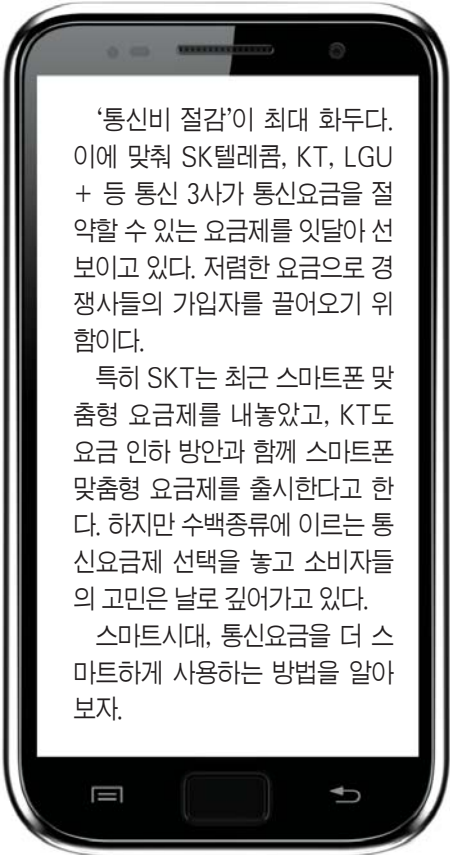 ‘통신비 절감’이 최대 화두다.
이에 맞춰 SK텔레콤, KT, LGU
+ 등 통신 3사가 통신요금을 절
약할 수 있는 요금제를 잇달아 선
보이고 있다. 저렴한 요금으로 경
쟁사들의 가입자를 끌어오기 위
함이다.
특히 SKT는 최근 스마트폰 맞
춤형 요금제를 내놓았고, KT도
요금 인하 방안과 함께 스마트폰
맞춤형 요금제를 출시한다고 한
다. 하지만 수백종류에 이르는 통
신요금제 선택을 놓고 소비자들
의 고민은 날로 깊어가고 있다.
스마트시대, 통신요금을 더 스
마트하게 사용하는 방법을 알아
보자.